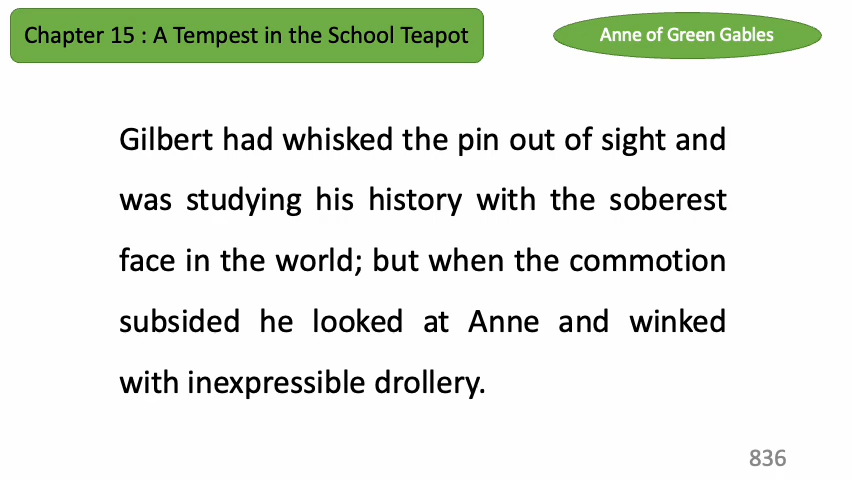 Chapter 15 : A Tempest in the School Teapot
Anne of Green Gables
Gilbert had whisked the pin out of sight and
was studying his history with the soberest
face in the world; but when the commotion
subsided he looked at Anne and winked
with inexpressible drollery.
836